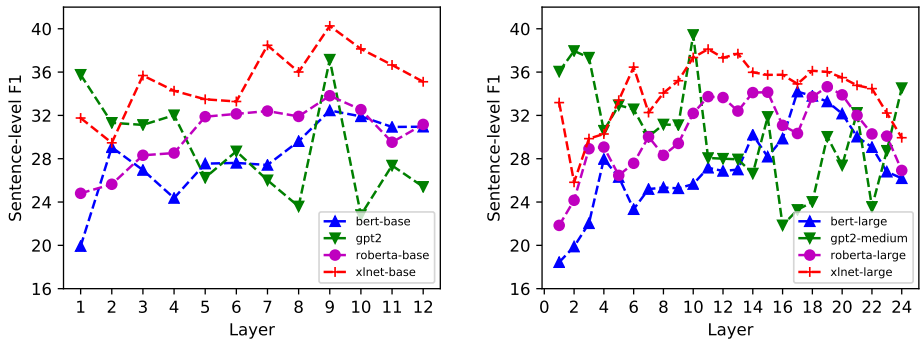 Sentence-level F1
40
36
32
28
24
20
16
1 2 3 4 5 6 7 8 9 10 11 12
Layer
bert-base
gpt2
roberta-base
xlnet-base
Sentence-level F1
40
36
32
28
24
20
16
0 2 4 6 8 10 12 14 16 18 20 22 24
Layer
bert-large
gpt2-medium
roberta-large
xlnet-large